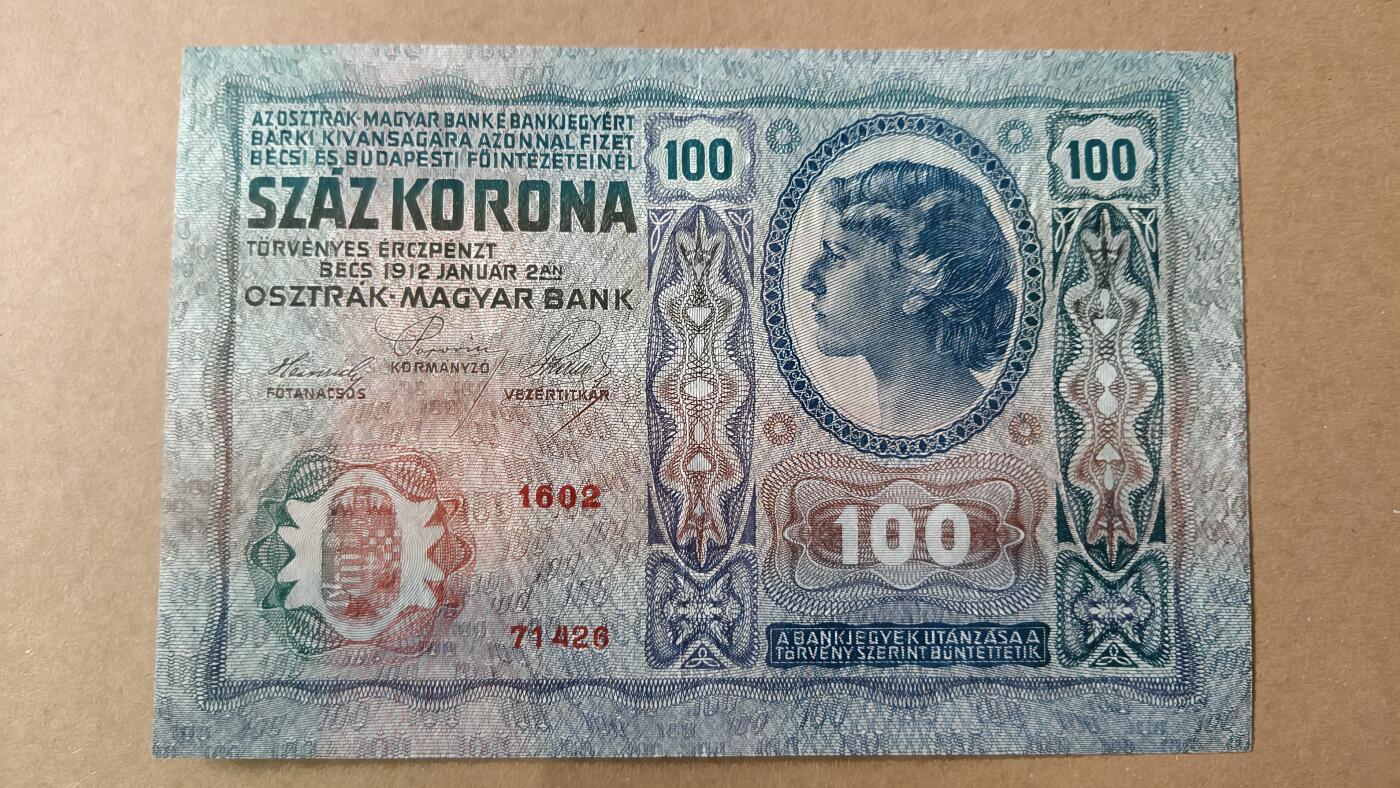 AZ OSZTRÁK-MAGYAR BANK E BANKJEGYÉRT
BÁRKI KIVÁNSÁGÁRA AZONNAL FIZET
BÉCSI ÉS BUDAPESTI FŐINTÉZETEINÉL
SZÁZ KORONA
TÖRVÉNYES ÉRCZPÉNZT
BÉCS 1912 JANUÁR 2ÁN
OSZTRÁK-MAGYAR BANK
KORMÁNYZÓ
FŐTANÁCSOS
VEZÉRTITKÁR
1602
71426
100
100
100
A BANKJEGYEK UTÁNZÁSA A
TÖRVÉNY SZERINT BÜNTETTETIK